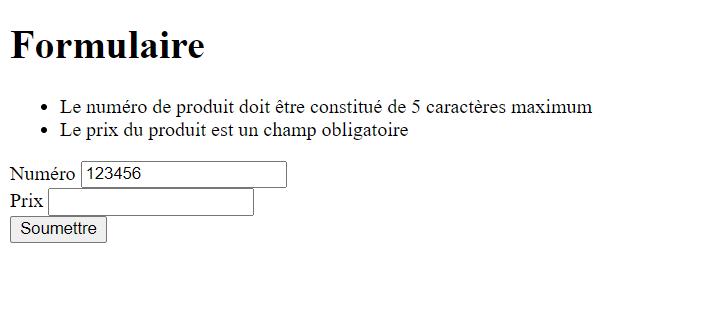 Formulaire
Le numéro de produit doit être constitué de 5 caractères maximum
Le prix du produit est un champ obligatoire
Numéro 123456
Prix
Soumettre